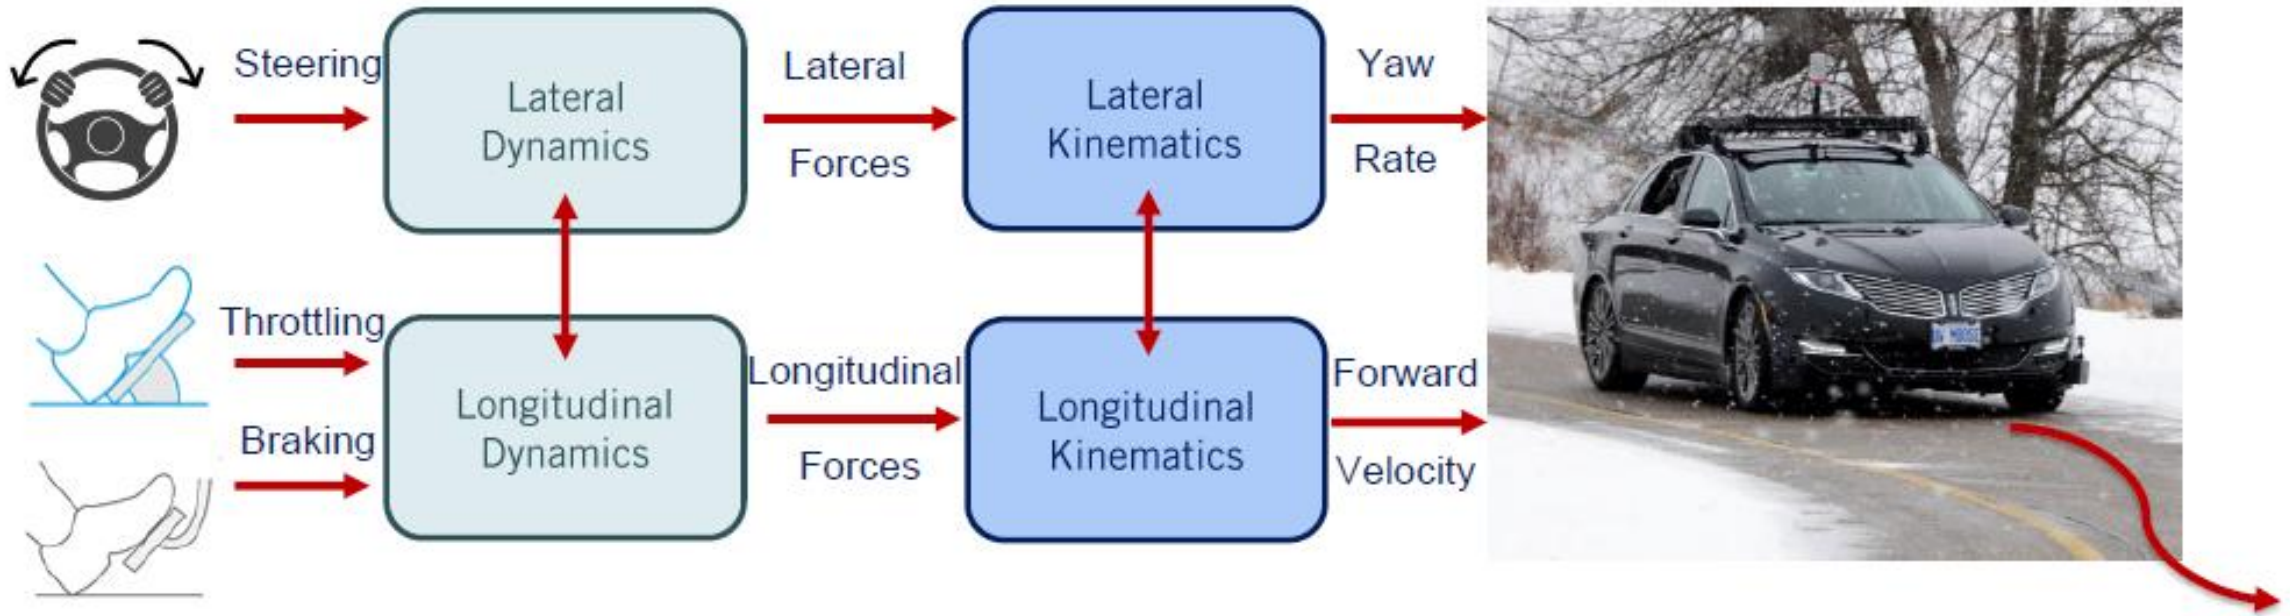 Steering
Lateral
Dynamics
Lateral
Forces
Lateral
Kinematics
Yaw
Rate
Throttling
Braking
Longitudinal
Dynamics
Longitudinal
Forces
Longitudinal
Kinematics
Forward
Velocity